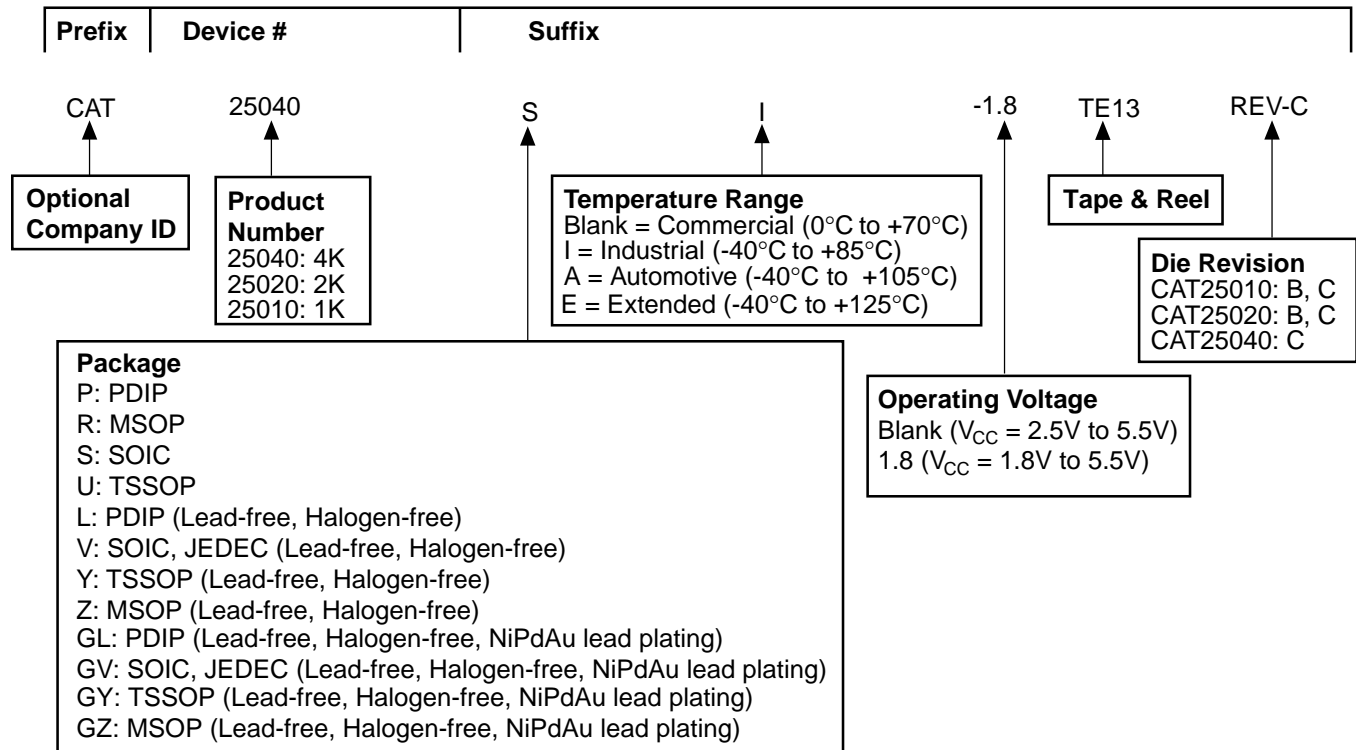 Prefix Device # Suffix
CAT 25040 S I -1.8 TE13 REV-C
Optional
Company ID
Product
Number
25040: 4K
25020: 2K
25010: 1K
Temperature Range
Blank = Commercial (0°C to +70°C)
I = Industrial (-40°C to +85°C)
A = Automotive (-40°C to +105°C)
E = Extended (-40°C to +125°C)
Tape & Reel
Die Revision
CAT25010: B, C
CAT25020: B, C
CAT25040: C
Package
P: PDIP
R: MSOP
S: SOIC
U: TSSOP
L: PDIP (Lead-free, Halogen-free)
V: SOIC, JEDEC (Lead-free, Halogen-free)
Y: TSSOP (Lead-free, Halogen-free)
Z: MSOP (Lead-free, Halogen-free)
GL: PDIP (Lead-free, Halogen-free, NiPdAu lead plating)
GV: SOIC, JEDEC (Lead-free, Halogen-free, NiPdAu lead plating)
GY: TSSOP (Lead-free, Halogen-free, NiPdAu lead plating)
GZ: MSOP (Lead-free, Halogen-free, NiPdAu lead plating)
Operating Voltage
Blank (VCC = 2.5V to 5.5V)
1.8 (VCC = 1.8V to 5.5V)